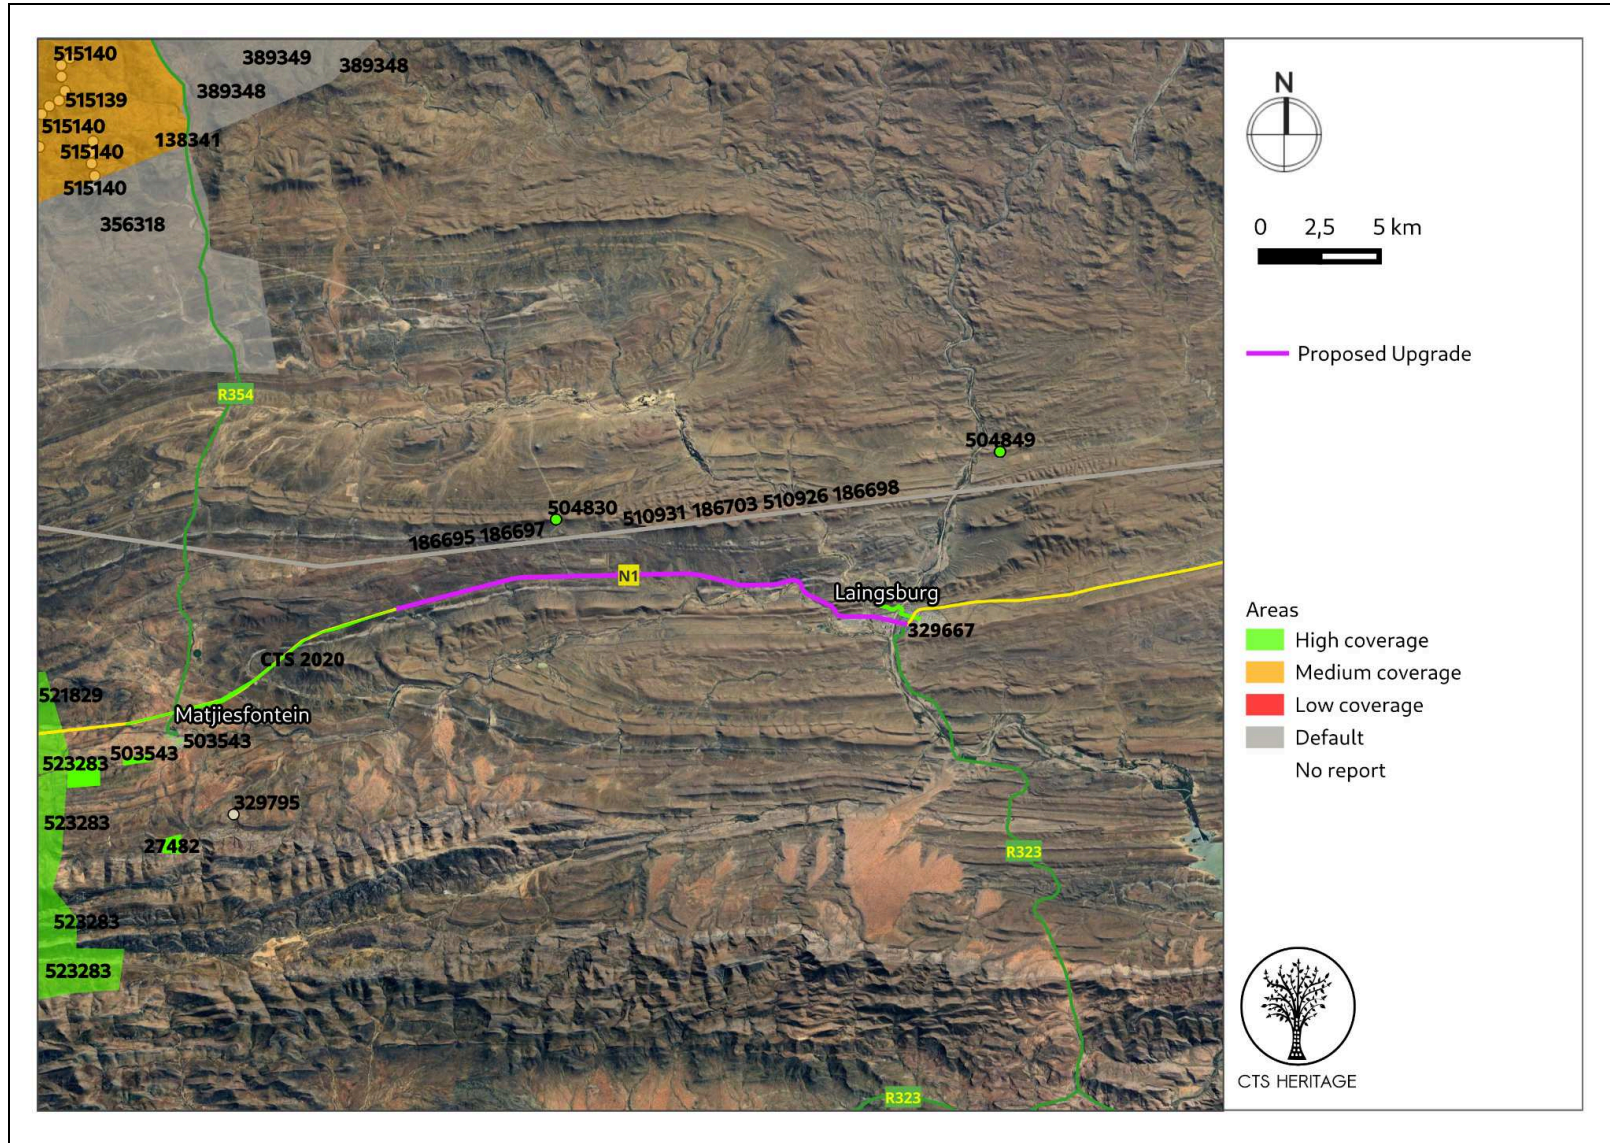 515140
389349
389348
389348
515139
515140
138341
515140
515140
356318
R354
504849
504830
186695 186697 510931 186703 510926 186698
N1
Laingsburg
329667
CTS 2020
521829
Matjiesfontein
503543
503543
523283
329795
523283
27482
R323
523283
523283
R323
N
0 2,5 5 km
Proposed Upgrade
Areas
High coverage
Medium coverage
Low coverage
Default
No report
CTS HERITAGE